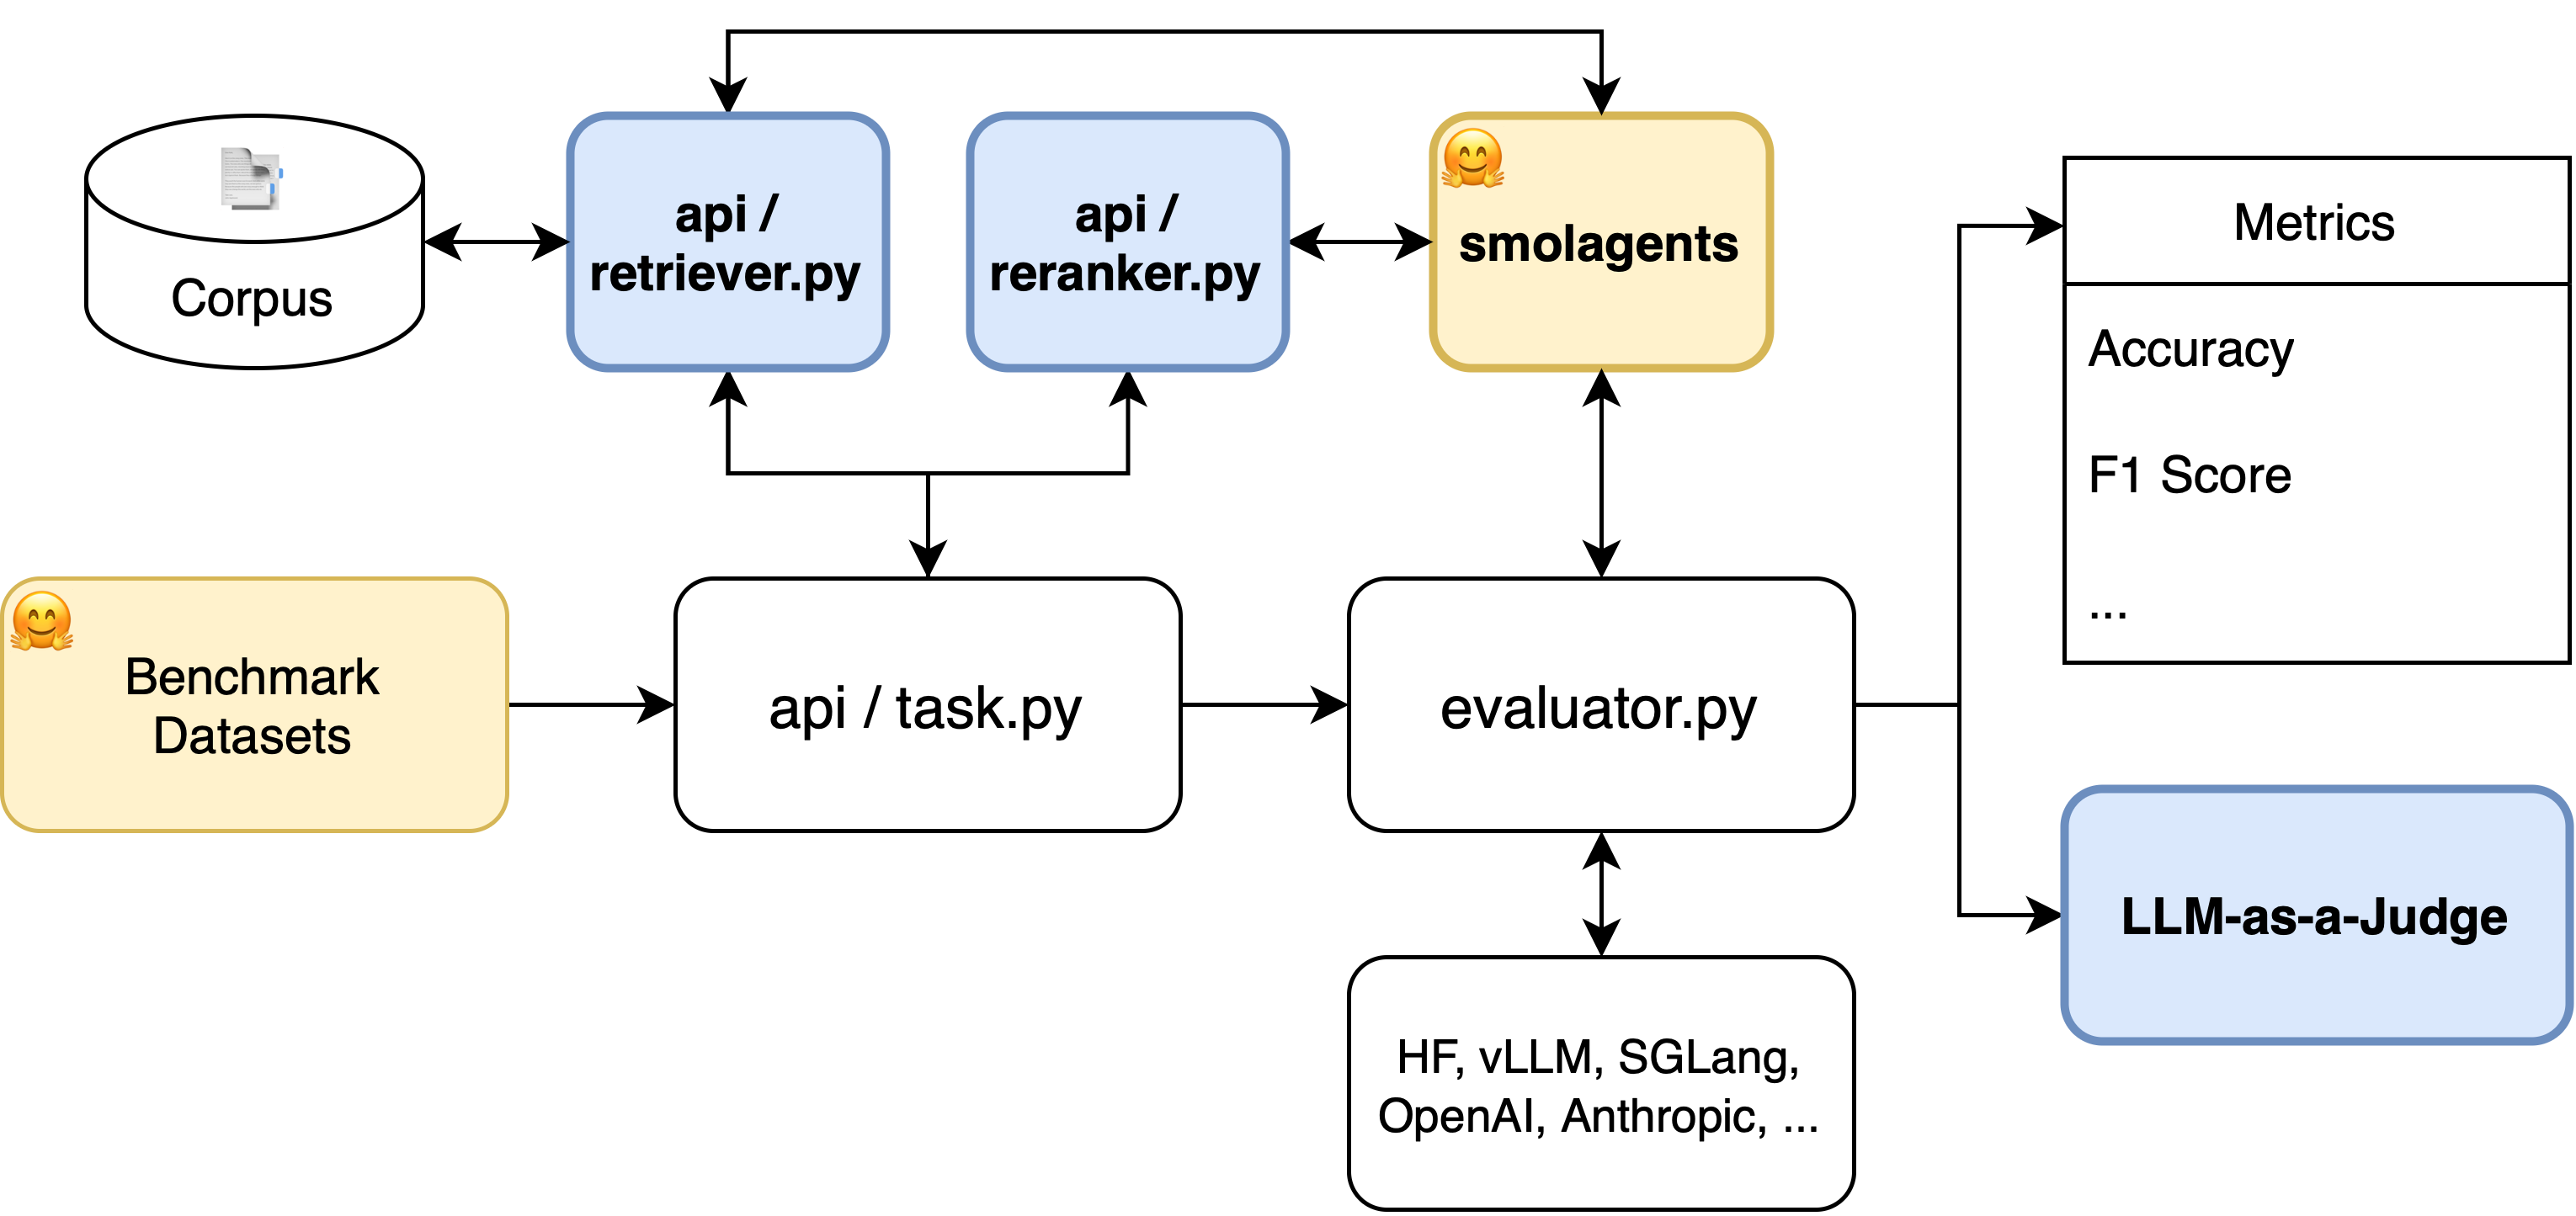 Corpus
api /
retriever.py
api /
reranker.py
smolagents
Metrics
Accuracy
F1 Score
...
Benchmark
Datasets
api / task.py
evaluator.py
LLM-as-a-Judge
HF, vLLM, SGLang,
OpenAI, Anthropic, ...